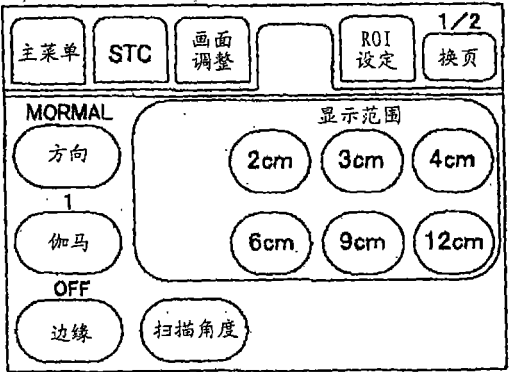 1/2
主菜单
STC
画面
调整
ROI
设定
换页
MORMAL
方向
1
伽马
OFF
边缘
显示范围
2cm 3cm 4cm
6cm 9cm 12cm
扫描角度